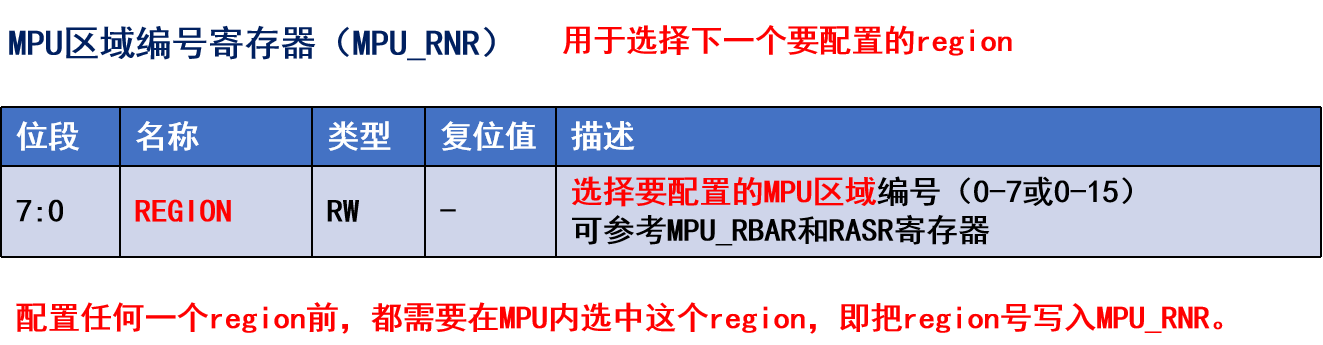 MPU区域编号寄存器（MPU_RNR） 用于选择下一个要配置的region
位段 名称 类型 复位值 描述
7:0 REGION RW - 选择要配置的MPU区域编号（0-7或0-15）
可参考MPU_RBAR和RASR寄存器
配置任何一个region前，都需要在MPU内选中这个region，即把region号写入MPU_RNR。